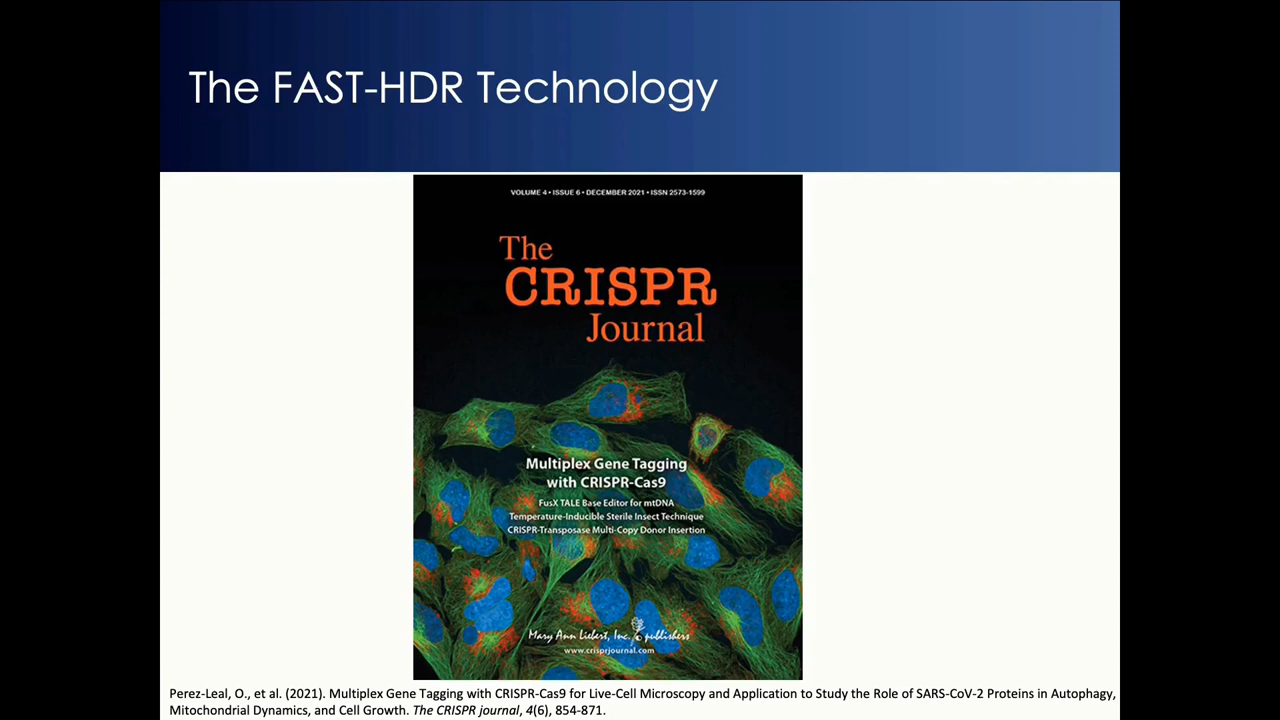 The FAST-HDR Technology
VOLUME 4 • ISSUE 6 • DECEMBER 2021 • ISSN 2573-1599
The
CRISPR
Journal
Multiplex Gene Tagging
with CRISPR-Cas9
FusX TALE Base Editor for mtDNA
Temperature-Inducible Sterile Insect Technique
CRISPR-Transposase Multi-Copy Donor Insertion
Mary Ann Liebert, Inc. publishers
www.crisprjournal.com
Perez-Leal, O., et al. (2021). Multiplex Gene Tagging with CRISPR-Cas9 for Live-Cell Microscopy and Application to Study the Role of SARS-CoV-2 Proteins in Autophagy,
Mitochondrial Dynamics, and Cell Growth. The CRISPR journal, 4(6), 854-871.